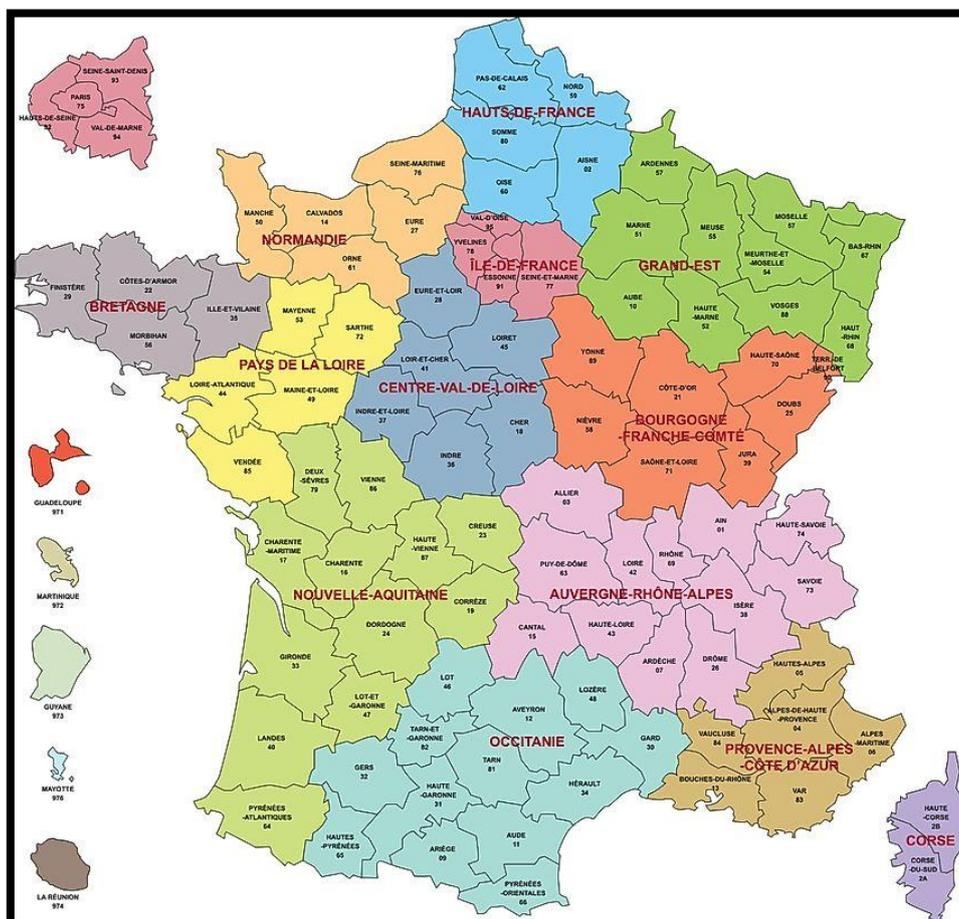 SEINE-SAINT-DENIS
93
PARIS
75
HAUTS-DE-SEINE
92
VAL-DE-MARNE
94
PAS-DE-CALAIS
62
NORD
59
HAUTS-DE-FRANCE
SOMME
80
AISNE
02
OISE
60
SEINE-MARITIME
76
MANCHE
50
CALVADOS
14
EURE
27
NORMANDIE
ORNE
61
ARDENNES
57
MARNE
51
MEUSE
55
MOSELLE
57
BAS-RHIN
67
MEURTHE-ET
-MOSELLE
54
GRAND-EST
AUBE
10
HAUTE
-MARNE
52
VOSGES
88
HAUT
-RHIN
68
VAL-D'OISE
95
YVELINES
78
ÎLE-DE-FRANCE
ESSONNE
91
SEINE-ET-MARNE
77
FINISTÈRE
29
CÔTES-D'ARMOR
22
BRETAGNE
ILLE-ET-VILAINE
35
MORBIHAN
56
MAYENNE
53
SARTHE
72
PAYS DE LA LOIRE
LOIRE-ATLANTIQUE
44
MAINE-ET-LOIRE
49
VENDÉE
85
EURE-ET-LOIR
28
LOIRET
45
LOIR-ET-CHER
41
CENTRE-VAL-DE-LOIRE
INDRE-ET-LOIRE
37
CHER
18
INDRE
36
YONNE
89
CÔTE-D'OR
21
HAUTE-SAÔNE
70
TERR.-DE
BELFORT
90
DOUBS
25
NIÈVRE
58
BOURGOGNE
-FRANCHE-COMTÉ
SAÔNE-ET-LOIRE
71
JURA
39
DEUX
-SÈVRES
79
VIENNE
86
CHARENTE
-MARITIME
17
CHARENTE
16
HAUTE
-VIENNE
87
CREUSE
23
NOUVELLE-AQUITAINE
CORRÈZE
19
DORDOGNE
24
GIRONDE
33
LOT-ET
-GARONNE
47
LANDES
40
PYRÉNÉES
-ATLANTIQUES
64
ALLIER
03
AIN
01
HAUTE-SAVOIE
74
PUY-DE-DÔME
63
LOIRE
42
RHÔNE
69
SAVOIE
73
AUVERGNE-RHÔNE-ALPES
ISÈRE
38
CANTAL
15
HAUTE-LOIRE
43
ARDÈCHE
07
DRÔME
26
LOT
46
AVEYRON
12
LOZÈRE
48
TARN-ET
-GARONNE
82
OCCITANIE
GARD
30
GERS
32
TARN
81
HAUTE
-GARONNE
31
HÉRAULT
34
HAUTES
-PYRÉNÉES
65
ARIÈGE
09
AUDE
11
PYRÉNÉES
-ORIENTALES
66
HAUTES-ALPES
05
ALPES-DE-HAUTE
-PROVENCE
04
VAUCLUSE
84
ALPES
-MARITIME
06
PROVENCE-ALPES
-CÔTE D'AZUR
BOUCHES-DU-RHÔNE
13
VAR
83
HAUTE
-CORSE
2B
CORSE
CORSE
-DU-SUD
2A
GUADELOUPE
971
MARTINIQUE
972
GUYANE
973
MAYOTTE
976
LA RÉUNION
974